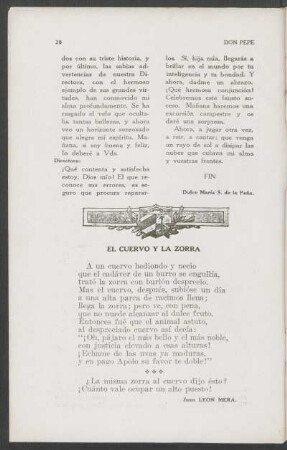 28
DON PEPE
dos con su triste historia, y
por último, las sabias ad-
vertencias de nuestra Di-
rectora, con el hermoso
ejemplo de sus grandes vir-
tudes, han conmovido mi
alma profundamente. Se ha
rasgado el velo que oculta-
ba tantas bellezas, y ahora
veo un horizonte sonrosado
que alegra mi espíritu. Ma-
ñana, si soy buena y feliz,
lo deberé a Vds.
Directora:
¡Qué contenta y satisfecha
estoy, Dios mío! El que re-
conoce sus errores, es se-
guro que procura reparar-
los. Sí, hija mía, llegarás a
brillar en el mundo por tu
inteligencia y tu bondad. Y
ahora, dadme un abrazo.
¡Qué hermosa conjunción!
Celebremos este fausto su-
ceso. Mañana haremos una
excursión campestre y os
daré una sorpresa.
Ahora, a jugar otra vez,
a reír, a cantar; que venga
un rayo de sol a disipar las
nubes que cubren mi alma
y vuestras frentes.
FIN
Dulce María S. de la Peña.
EL CUERVO Y LA ZORRA
A un cuervo hediondo y necio
que el cadáver de un burro se engullía,
trató la zorra con burlón desprecio.
Mas el cuervo, después, subióse un día
a una alta parra de racimos llena;
llega la zorra; pero ve, con pena,
que no puede alcanzar al dulce fruto.
Entonces fué que el animal astuto,
al despreciado cuervo así decía:
"¡Oh, pájaro el más bello y el más noble,
con justicia elevado a esas alturas!
¡Echame de las uvas ya maduras,
y en pago Apolo su favor te doble!"
* * *
¿La misma zorra al cuervo dijo ésto?
¡Cuánto vale ocupar un alto puesto!
Juan LEON MERA.